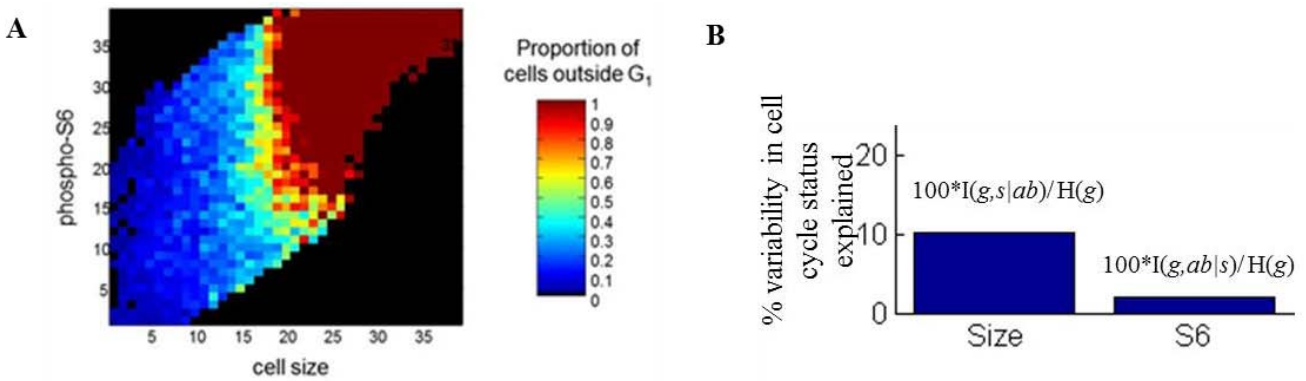 A
phospho-S6
35
30
25
20
15
10
5
5 10 15 20 25 30 35
cell size
Proportion of
cells outside G1
1
0.9
0.8
0.7
0.6
0.5
0.4
0.3
0.2
0.1
0
B
% variability in cell
cycle status
explained
20
10
0
100*I(g,s|ab)/H(g)
100*I(g,ab|s)/H(g)
Size S6